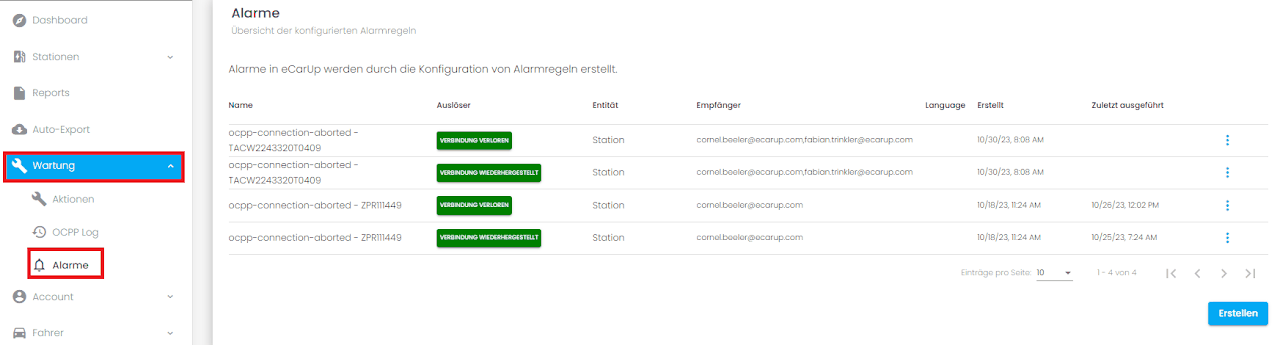 Dashboard
Stationen
Reports
Auto-Export
Wartung
Aktionen
OCPP Log
Alarme
Account
Fahrer
Alarme
Übersicht der konfigurierten Alarmregeln
Alarme in eCarUp werden durch die Konfiguration von Alarmregeln erstellt.
Name Auslöser Entität Empfänger Language Erstellt Zuletzt ausgeführt
ocpp-connection-aborted -
TACW2243320T0409 VERBINDUNG VERLOREN Station cornel.beeler@ecarup.com,fabian.trinkler@ecarup.com 10/30/23, 8:08 AM
ocpp-connection-aborted -
TACW2243320T0409 VERBINDUNG WIEDERHERGESTELLT Station cornel.beeler@ecarup.com,fabian.trinkler@ecarup.com 10/30/23, 8:08 AM
ocpp-connection-aborted - ZPR111449 VERBINDUNG VERLOREN Station cornel.beeler@ecarup.com 10/18/23, 11:24 AM 10/26/23, 12:02 PM
ocpp-connection-aborted - ZPR111449 VERBINDUNG WIEDERHERGESTELLT Station cornel.beeler@ecarup.com 10/18/23, 11:24 AM 10/25/23, 7:24 AM
Einträge pro Seite: 10 1 - 4 von 4
Erstellen